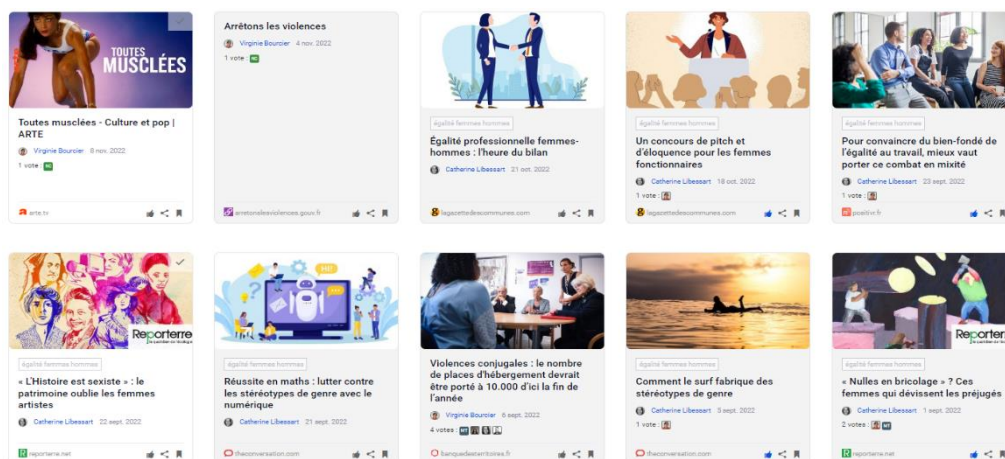 TOUTES
MUSCLÉES
Toutes musclées - Culture et pop |
ARTE
Virginie Bourcier 8 nov. 2022
1 vote : NC
arte.tv
Arrêtons les violences
Virginie Bourcier 4 nov. 2022
1 vote : NC
arretonslesviolences.gouv.fr
égalité femmes hommes
Égalité professionnelle femmes-
hommes : l'heure du bilan
Catherine Libessart 21 oct. 2022
lagazettedescommunes.com
égalité femmes hommes
Un concours de pitch et
d'éloquence pour les femmes
fonctionnaires
Catherine Libessart 18 oct. 2022
1 vote :
lagazettedescommunes.com
égalité femmes hommes
Pour convaincre du bien-fondé de
l'égalité au travail, mieux vaut
porter ce combat en mixité
Catherine Libessart 23 sept. 2022
1 vote :
positivr.fr
Reporterre
égalité femmes hommes
« L'Histoire est sexiste » : le
patrimoine oublie les femmes
artistes
Catherine Libessart 22 sept. 2022
reporterre.net
égalité femmes hommes
Réussite en maths : lutter contre
les stéréotypes de genre avec le
numérique
Catherine Libessart 21 sept. 2022
theconversation.com
Violences conjugales : le nombre
de places d'hébergement devrait
être porté à 10.000 d'ici la fin de
l'année
Virginie Bourcier 6 sept. 2022
4 votes : MT
banquedesterritoires.fr
égalité femmes hommes
Comment le surf fabrique des
stéréotypes de genre
Catherine Libessart 5 sept. 2022
1 vote :
theconversation.com
Reporterr
égalité femmes hommes
« Nulles en bricolage » ? Ces
femmes qui dévissent les préjugés
Catherine Libessart 1 sept. 2022
2 votes : MT
reporterre.net